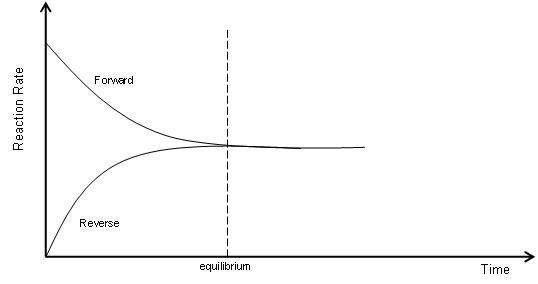 Forward
Reaction Rate
Reverse
equilibrium
Time